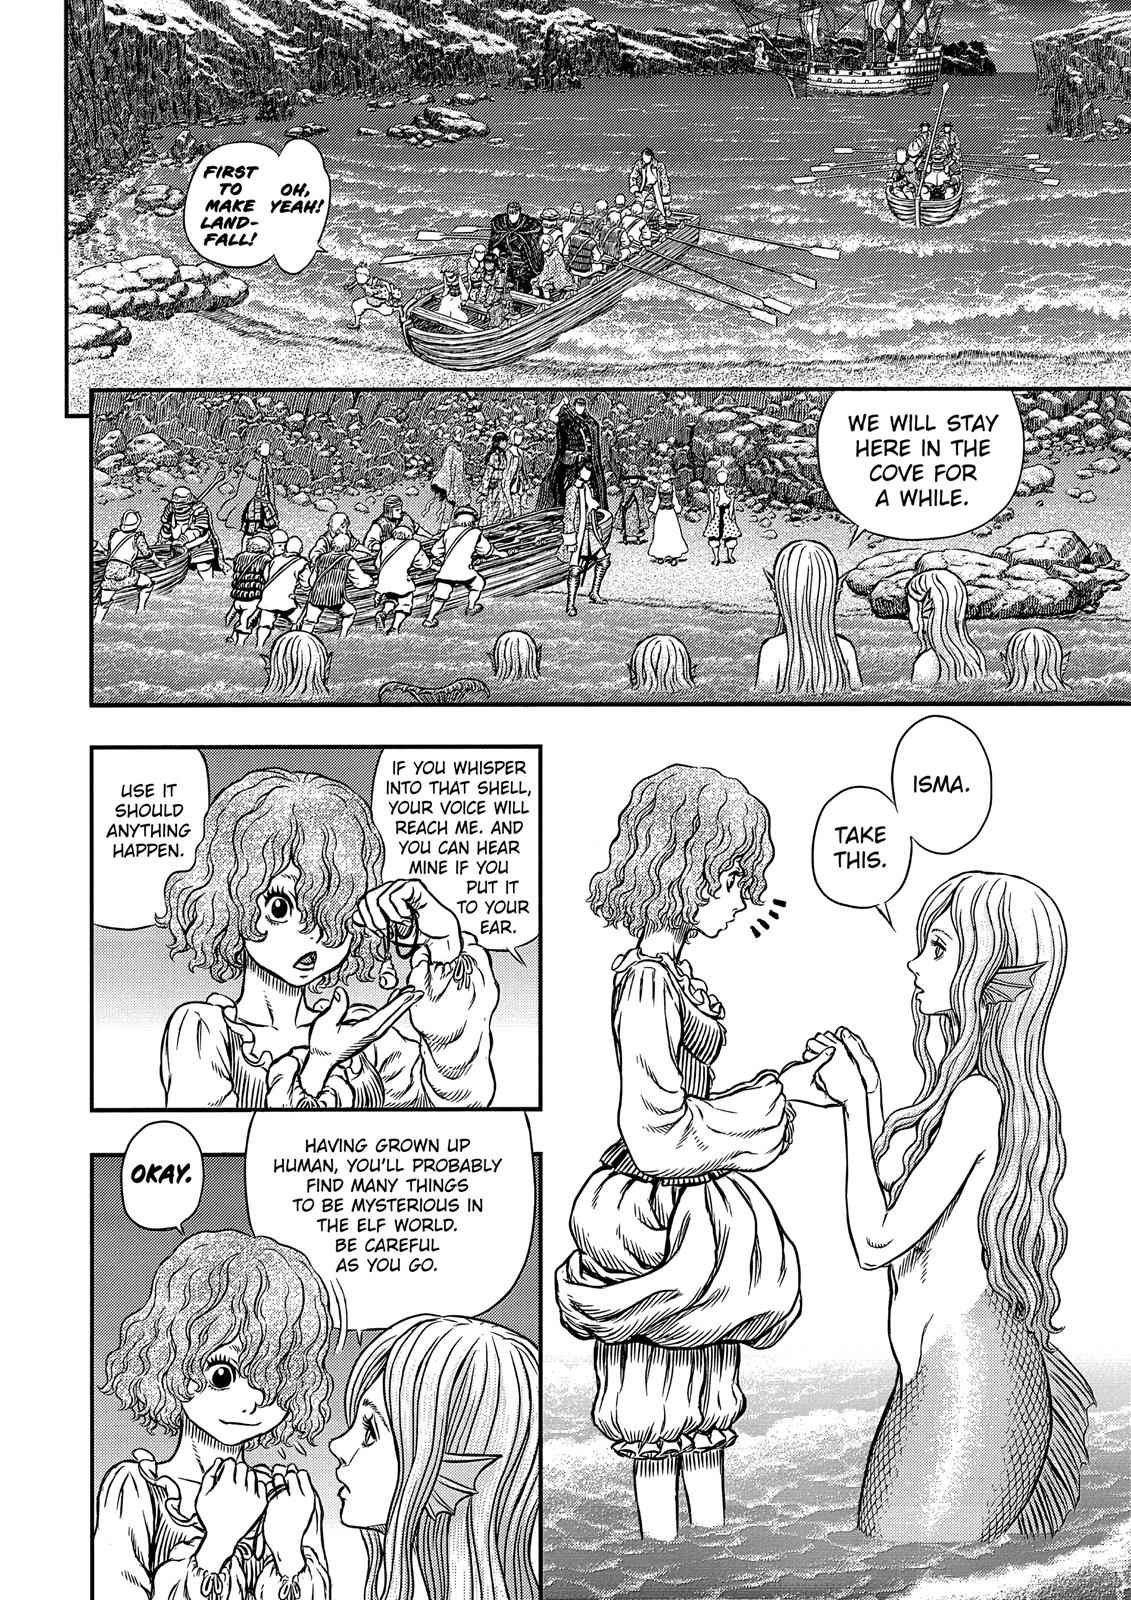 OH,
YEAH!
FIRST
TO
MAKE
LAND-
FALL!
WE WILL STAY
HERE IN THE
COVE FOR
A WHILE.
ISMA.
TAKE
THIS.
IF YOU WHISPER
INTO THAT SHELL,
YOUR VOICE WILL
REACH ME. AND
YOU CAN HEAR
MINE IF YOU
PUT IT
TO YOUR
EAR.
USE IT
SHOULD
ANYTHING
HAPPEN.
HAVING GROWN UP
HUMAN, YOU'LL PROBABLY
FIND MANY THINGS
TO BE MYSTERIOUS IN
THE ELF WORLD.
BE CAREFUL
AS YOU GO.
OKAY.